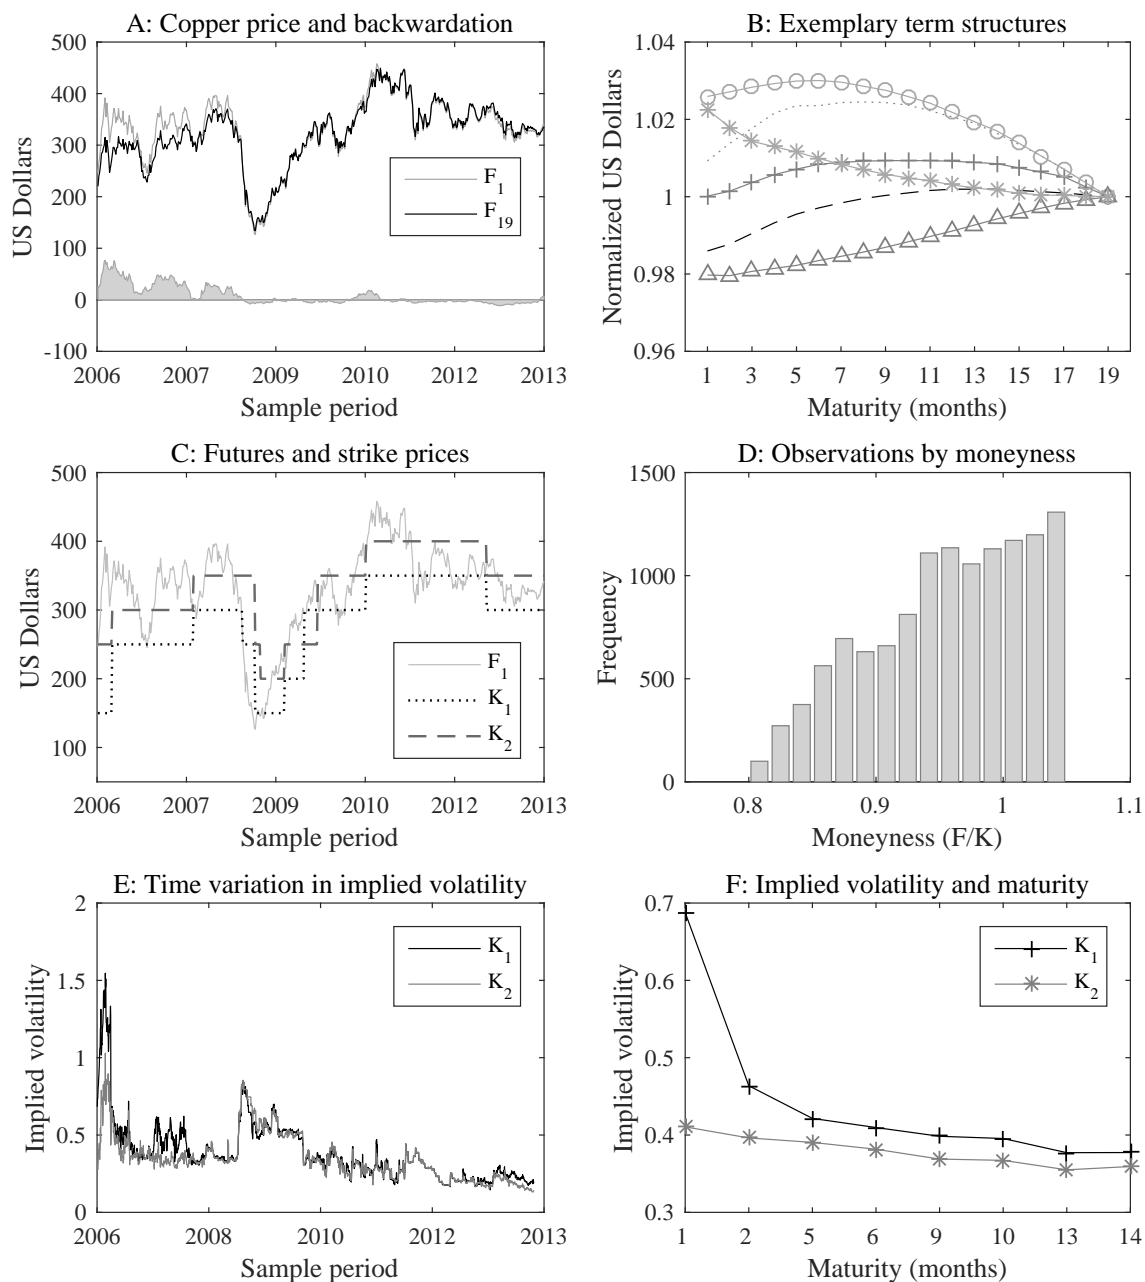 A: Copper price and backwardation
500
400
300
200
100
0
-100
US Dollars
F1
F19
2006 2007 2009 2010 2012 2013
Sample period
B: Exemplary term structures
1.04
1.02
1
0.98
0.96
Normalized US Dollars
1 3 5 7 9 11 13 15 17 19
Maturity (months)
C: Futures and strike prices
500
400
300
200
100
US Dollars
F1
K1
K2
2006 2007 2009 2010 2012 2013
Sample period
D: Observations by moneyness
1500
1000
500
0
Frequency
0.8 0.9 1 1.1
Moneyness (F/K)
E: Time variation in implied volatility
2
1.5
1
0.5
0
Implied volatility
K1
K2
2006 2008 2010 2012 2013
Sample period
F: Implied volatility and maturity
0.7
0.6
0.5
0.4
0.3
Implied volatility
K1
K2
1 2 5 6 9 10 13 14
Maturity (months)